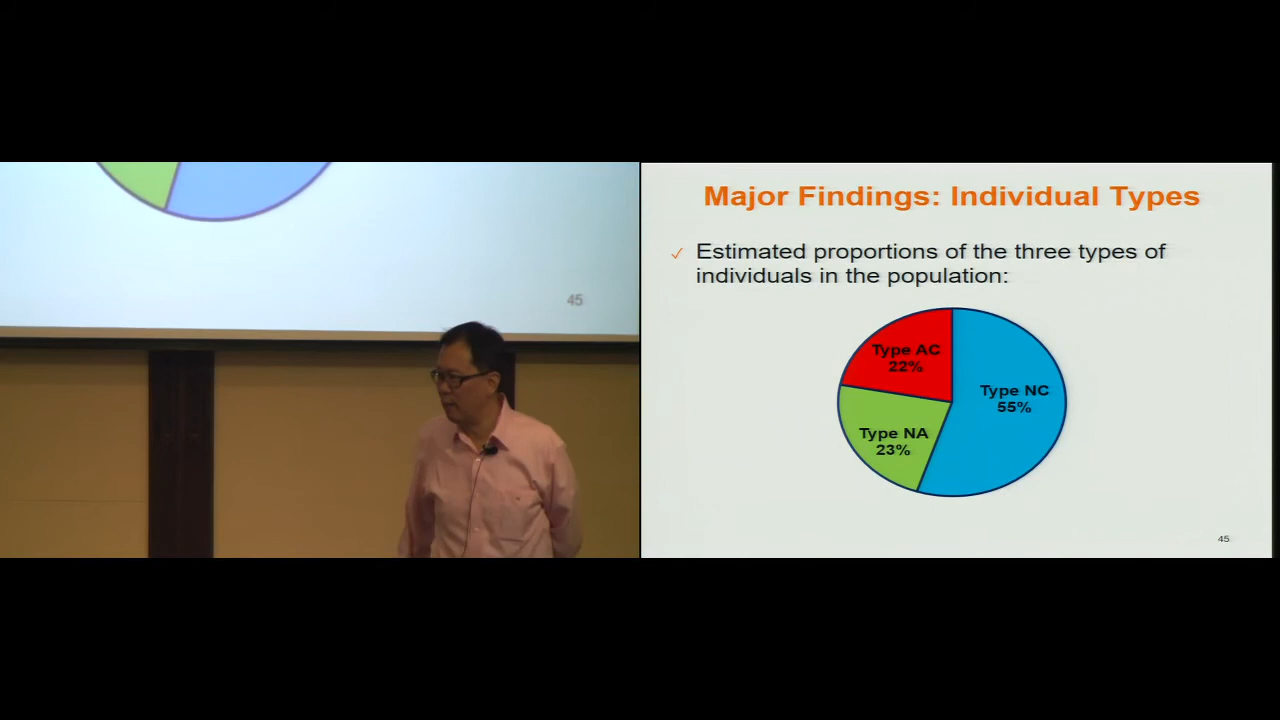 45
Major Findings: Individual Types
✓ Estimated proportions of the three types of
individuals in the population:
Type AC
22%
Type NC
55%
Type NA
23%
45